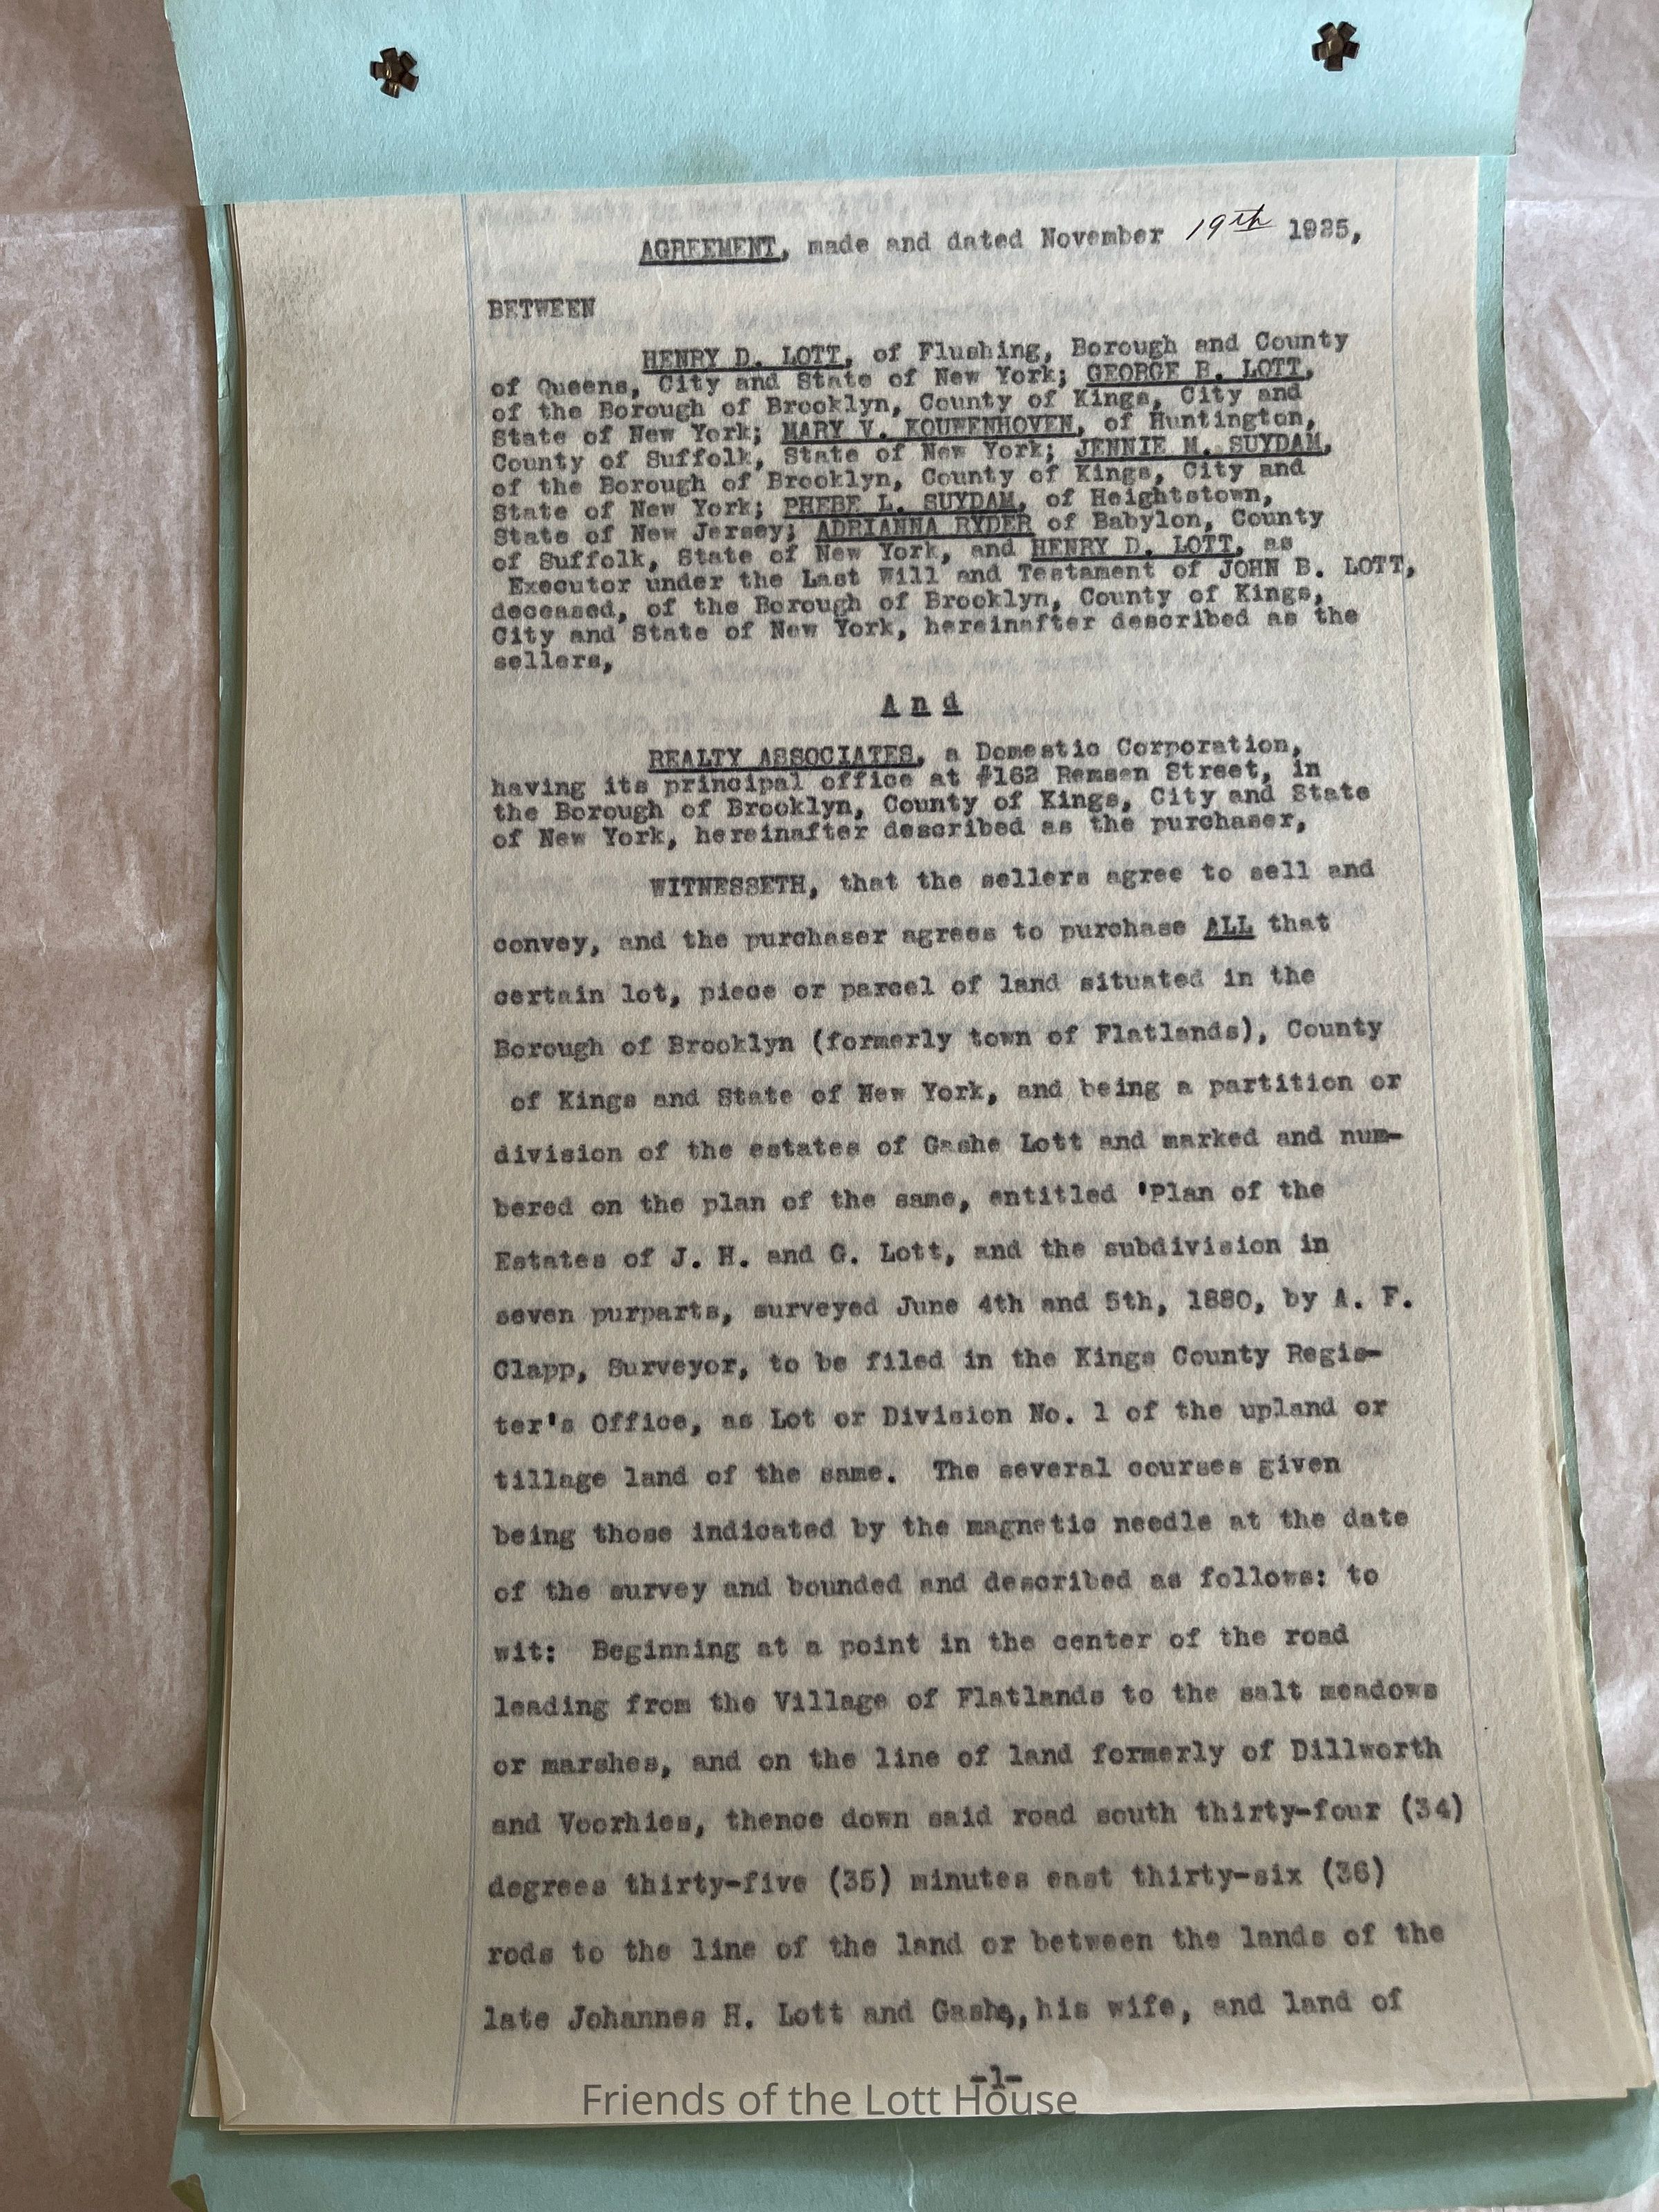 AGREEMENT, made and dated November 19th 1925,
BETWEEN
HENRY D. LOTT, of Flushing, Borough and County
of Queens, City and State of New York; GEORGE B. LOTT,
of the Borough of Brooklyn, County of Kings, City and
State of New York; MARY V. KOUWENHOVEN, of Huntington,
County of Suffolk, State of New York; JENNIE M. SUYDAM,
of the Borough of Brooklyn, County of Kings, City and
State of New York; PHEBE L. SUYDAM, of Heightstown,
State of New Jersey; ADRIANNA RYDER of Babylon, County
of Suffolk, State of New York, and HENRY D. LOTT, as
Executor under the Last Will and Testament of JOHN B. LOTT,
deceased, of the Borough of Brooklyn, County of Kings,
City and State of New York, hereinafter described as the
sellers,
A n d
REALTY ASSOCIATES, a Domestic Corporation,
having its principal office at #162 Remsen Street, in
the Borough of Brooklyn, County of Kings, City and State
of New York, hereinafter described as the purchaser,
WITNESSETH, that the sellers agree to sell and
convey, and the purchaser agrees to purchase ALL that
certain lot, piece or parcel of land situated in the
Borough of Brooklyn (formerly town of Flatlands), County
of Kings and State of New York, and being a partition or
division of the estates of Gashe Lott and marked and num-
bered on the plan of the same, entitled 'Plan of the
Estates of J. H. and G. Lott, and the subdivision in
seven purparts, surveyed June 4th and 5th, 1880, by A. F.
Clapp, Surveyor, to be filed in the Kings County Regis-
ter's Office, as Lot or Division No. 1 of the upland or
tillage land of the same. The several courses given
being those indicated by the magnetic needle at the date
of the survey and bounded and described as follows: to
wit: Beginning at a point in the center of the road
leading from the Village of Flatlands to the salt meadows
or marshes, and on the line of land formerly of Dillworth
and Voorhies, thence down said road south thirty-four (34)
degrees thirty-five (35) minutes east thirty-six (36)
rods to the line of the land or between the lands of the
late Johannes H. Lott and Gashe, his wife, and land of
-1-
Friends of the Lott House